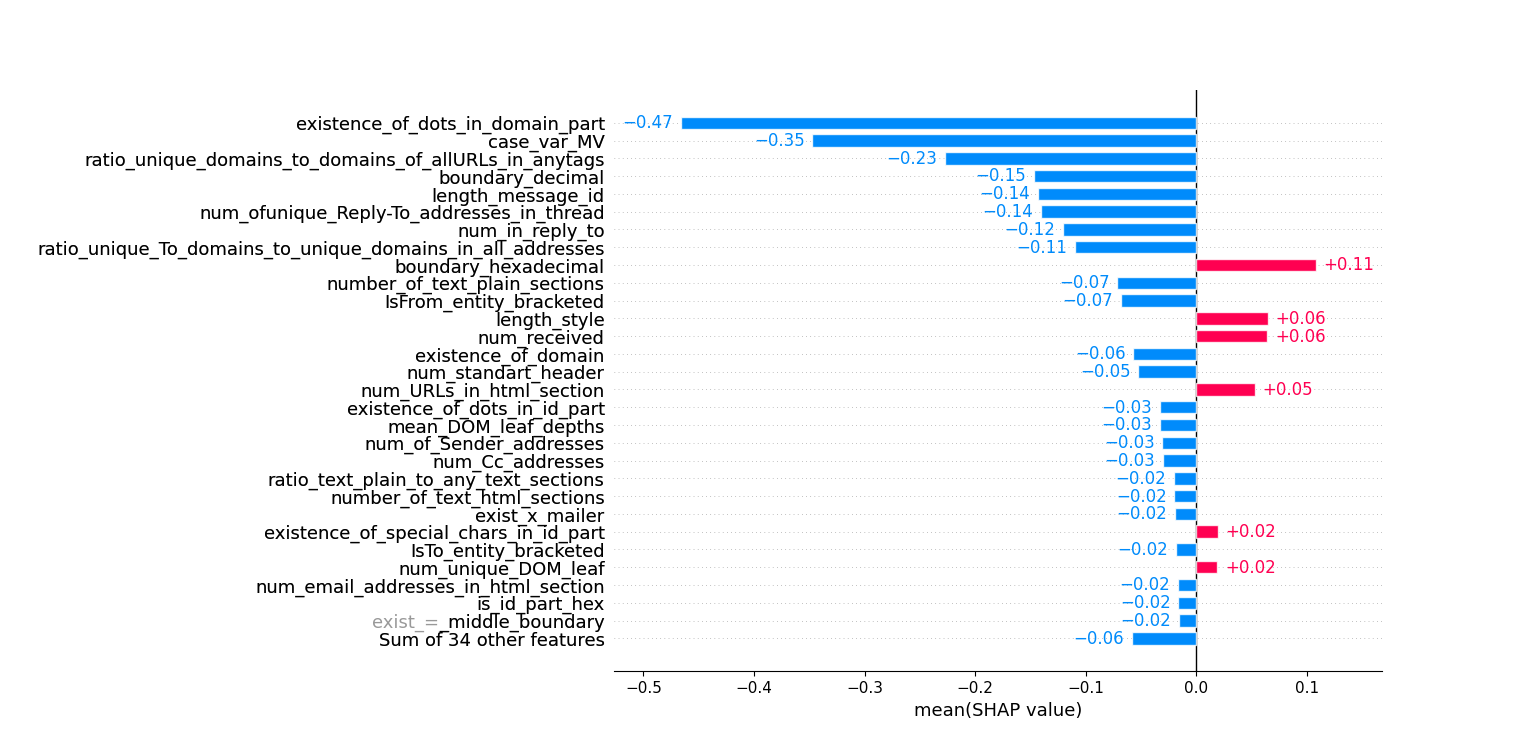 existence_of_dots_in_domain_part −0.47
case_var_MV −0.35
ratio_unique_domains_to_domains_of_allURLs_in_anytags −0.23
boundary_decimal −0.15
length_message_id −0.14
num_ofunique_Reply-To_addresses_in_thread −0.14
num_in_reply_to −0.12
ratio_unique_To_domains_to_unique_domains_in_all_addresses −0.11
boundary_hexadecimal +0.11
number_of_text_plain_sections −0.07
IsFrom_entity_bracketed −0.07
length_style +0.06
num_received +0.06
existence_of_domain −0.06
num_standart_header −0.05
num_URLs_in_html_section +0.05
existence_of_dots_in_id_part −0.03
mean_DOM_leaf_depths −0.03
num_of_Sender_addresses −0.03
num_Cc_addresses −0.03
ratio_text_plain_to_any_text_sections −0.02
number_of_text_html_sections −0.02
exist_x_mailer −0.02
existence_of_special_chars_in_id_part +0.02
IsTo_entity_bracketed −0.02
num_unique_DOM_leaf +0.02
num_email_addresses_in_html_section −0.02
is_id_part_hex −0.02
exist_=_middle_boundary −0.02
Sum of 34 other features −0.06
−0.5 −0.4 −0.3 −0.2 −0.1 0.0 0.1
mean(SHAP value)